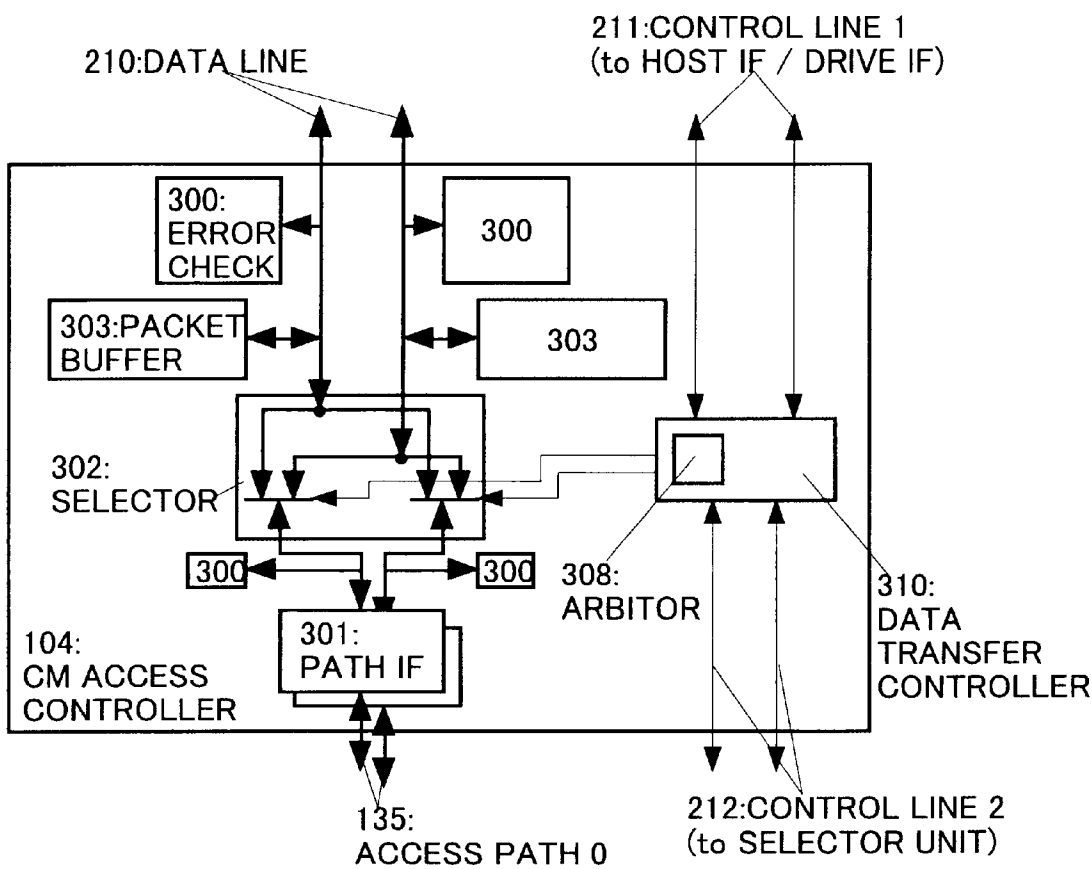 210:DATA LINE
211:CONTROL LINE 1
(to HOST IF / DRIVE IF)
300:
ERROR
CHECK
300
303:PACKET
BUFFER
303
302:
SELECTOR
300
300
308:
ARBITOR
310:
DATA
TRANSFER
CONTROLLER
301:
PATH IF
104:
CM ACCESS
CONTROLLER
135:
ACCESS PATH 0
212:CONTROL LINE 2
(to SELECTOR UNIT)